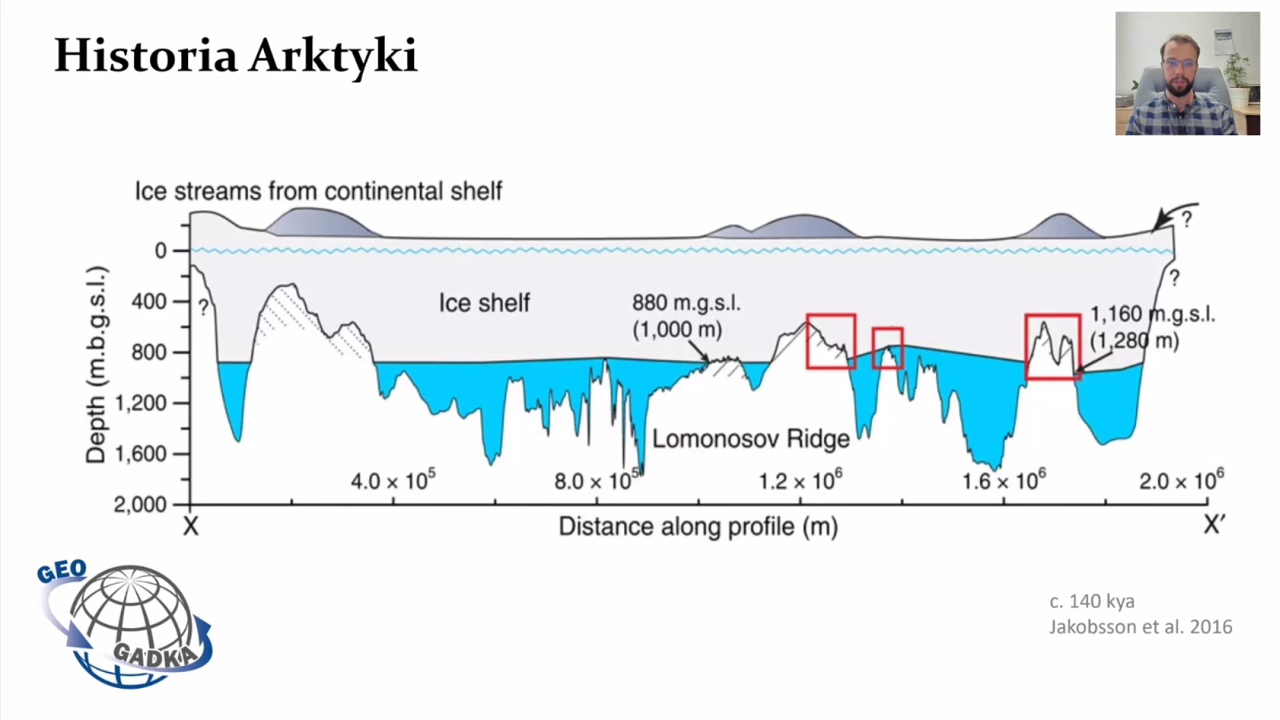 Historia Arktyki
Ice streams from continental shelf
?
0
400
800
1,200
1,600
2,000
Depth (m.b.g.s.l.)
?
Ice shelf
880 m.g.s.l.
(1,000 m)
?
1,160 m.g.s.l.
(1,280 m)
Lomonosov Ridge
4.0 × 10⁵
8.0 × 10⁵
1.2 × 10⁶
1.6 × 10⁶
2.0 × 10⁶
X
Distance along profile (m)
X′
GEO
GADKA
c. 140 kya
Jakobsson et al. 2016